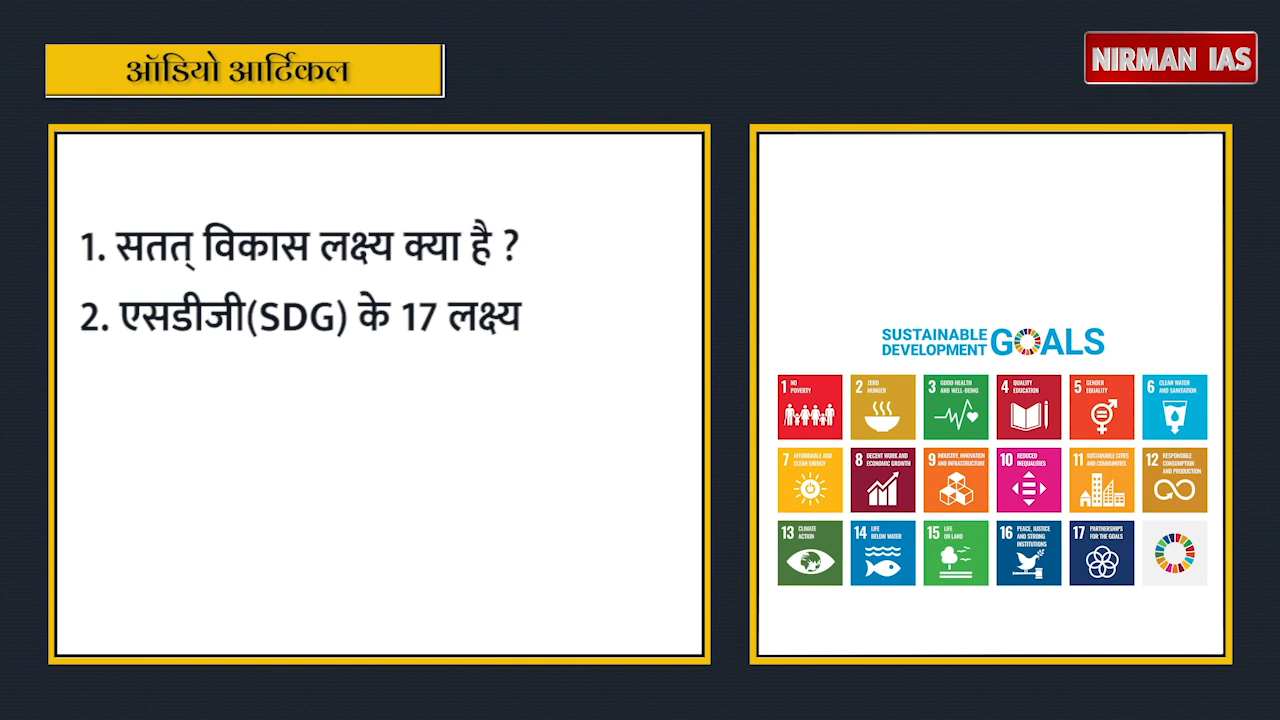 ऑडियो आर्टिकल
NIRMAN IAS
1. सतत् विकास लक्ष्य क्या है ?
2. एसडीजी(SDG) के 17 लक्ष्य
SUSTAINABLE
DEVELOPMENT GOALS
1 NO
POVERTY
2 ZERO
HUNGER
3 GOOD HEALTH
AND WELL-BEING
4 QUALITY
EDUCATION
5 GENDER
EQUALITY
6 CLEAN WATER
AND SANITATION
7 AFFORDABLE AND
CLEAN ENERGY
8 DECENT WORK AND
ECONOMIC GROWTH
9 INDUSTRY, INNOVATION
AND INFRASTRUCTURE
10 REDUCED
INEQUALITIES
11 SUSTAINABLE CITIES
AND COMMUNITIES
12 RESPONSIBLE
CONSUMPTION
AND PRODUCTION
13 CLIMATE
ACTION
14 LIFE
BELOW WATER
15 LIFE
ON LAND
16 PEACE, JUSTICE
AND STRONG
INSTITUTIONS
17 PARTNERSHIPS
FOR THE GOALS